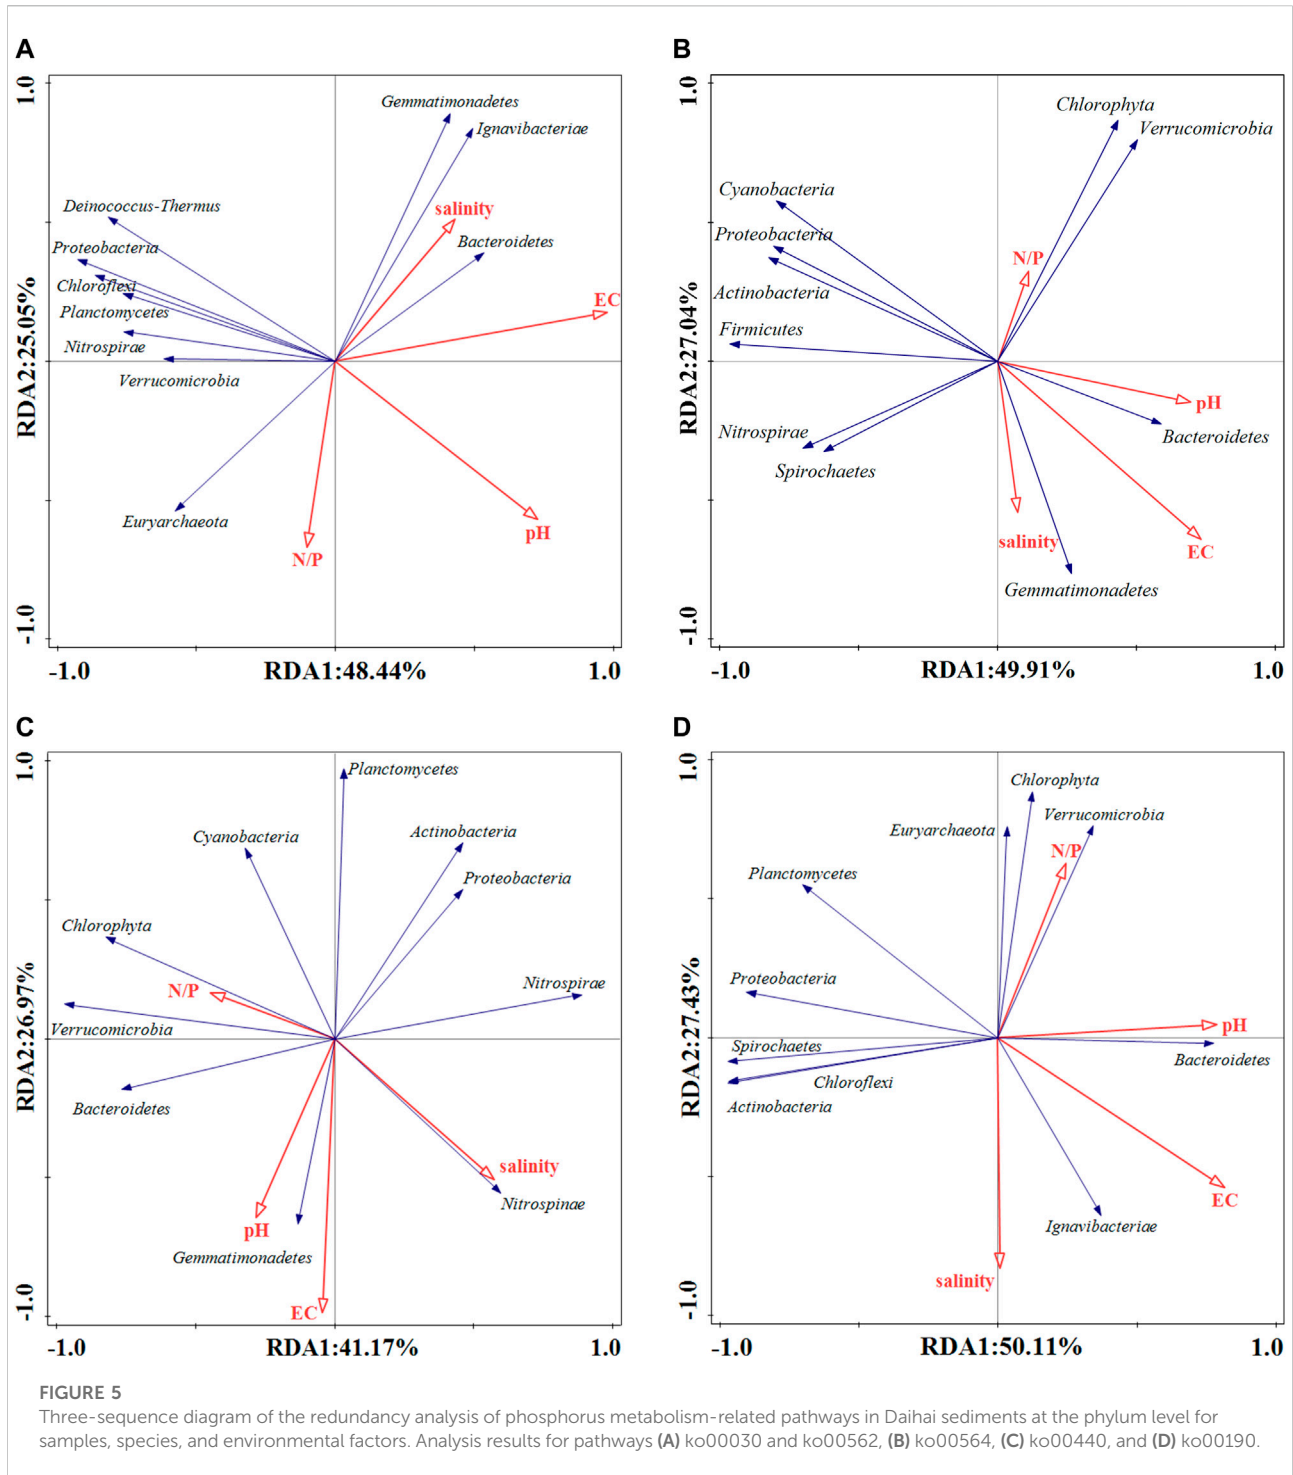 A
1.0
RDA2:25.05%
-1.0
-1.0
RDA1:48.44%
1.0
Gemmatimonadetes
Ignavibacteriae
salinity
Deinococcus-Thermus
Bacteroidetes
Proteobacteria
Chloroflexi
EC
Planctomycetes
Nitrospirae
Verrucomicrobia
Euryarchaeota
N/P
pH
B
1.0
RDA2:27.04%
-1.0
-1.0
RDA1:49.91%
1.0
Chlorophyta
Verrucomicrobia
Cyanobacteria
Proteobacteria
N/P
Actinobacteria
Firmicutes
pH
Nitrospirae
Bacteroidetes
Spirochaetes
salinity
EC
Gemmatimonadetes
C
1.0
RDA2:26.97%
-1.0
-1.0
RDA1:41.17%
1.0
Planctomycetes
Cyanobacteria
Actinobacteria
Proteobacteria
Chlorophyta
N/P
Nitrospirae
Verrucomicrobia
Bacteroidetes
salinity
Nitrospinae
pH
Gemmatimonadetes
EC
D
1.0
RDA2:27.43%
-1.0
-1.0
RDA1:50.11%
1.0
Chlorophyta
Verrucomicrobia
Euryarchaeota
N/P
Planctomycetes
Proteobacteria
pH
Spirochaetes
Bacteroidetes
Chloroflexi
Actinobacteria
EC
Ignavibacteriae
salinity
FIGURE 5
Three-sequence diagram of the redundancy analysis of phosphorus metabolism-related pathways in Daihai sediments at the phylum level for
samples, species, and environmental factors. Analysis results for pathways (A) ko00030 and ko00562, (B) ko00564, (C) ko00440, and (D) ko00190.